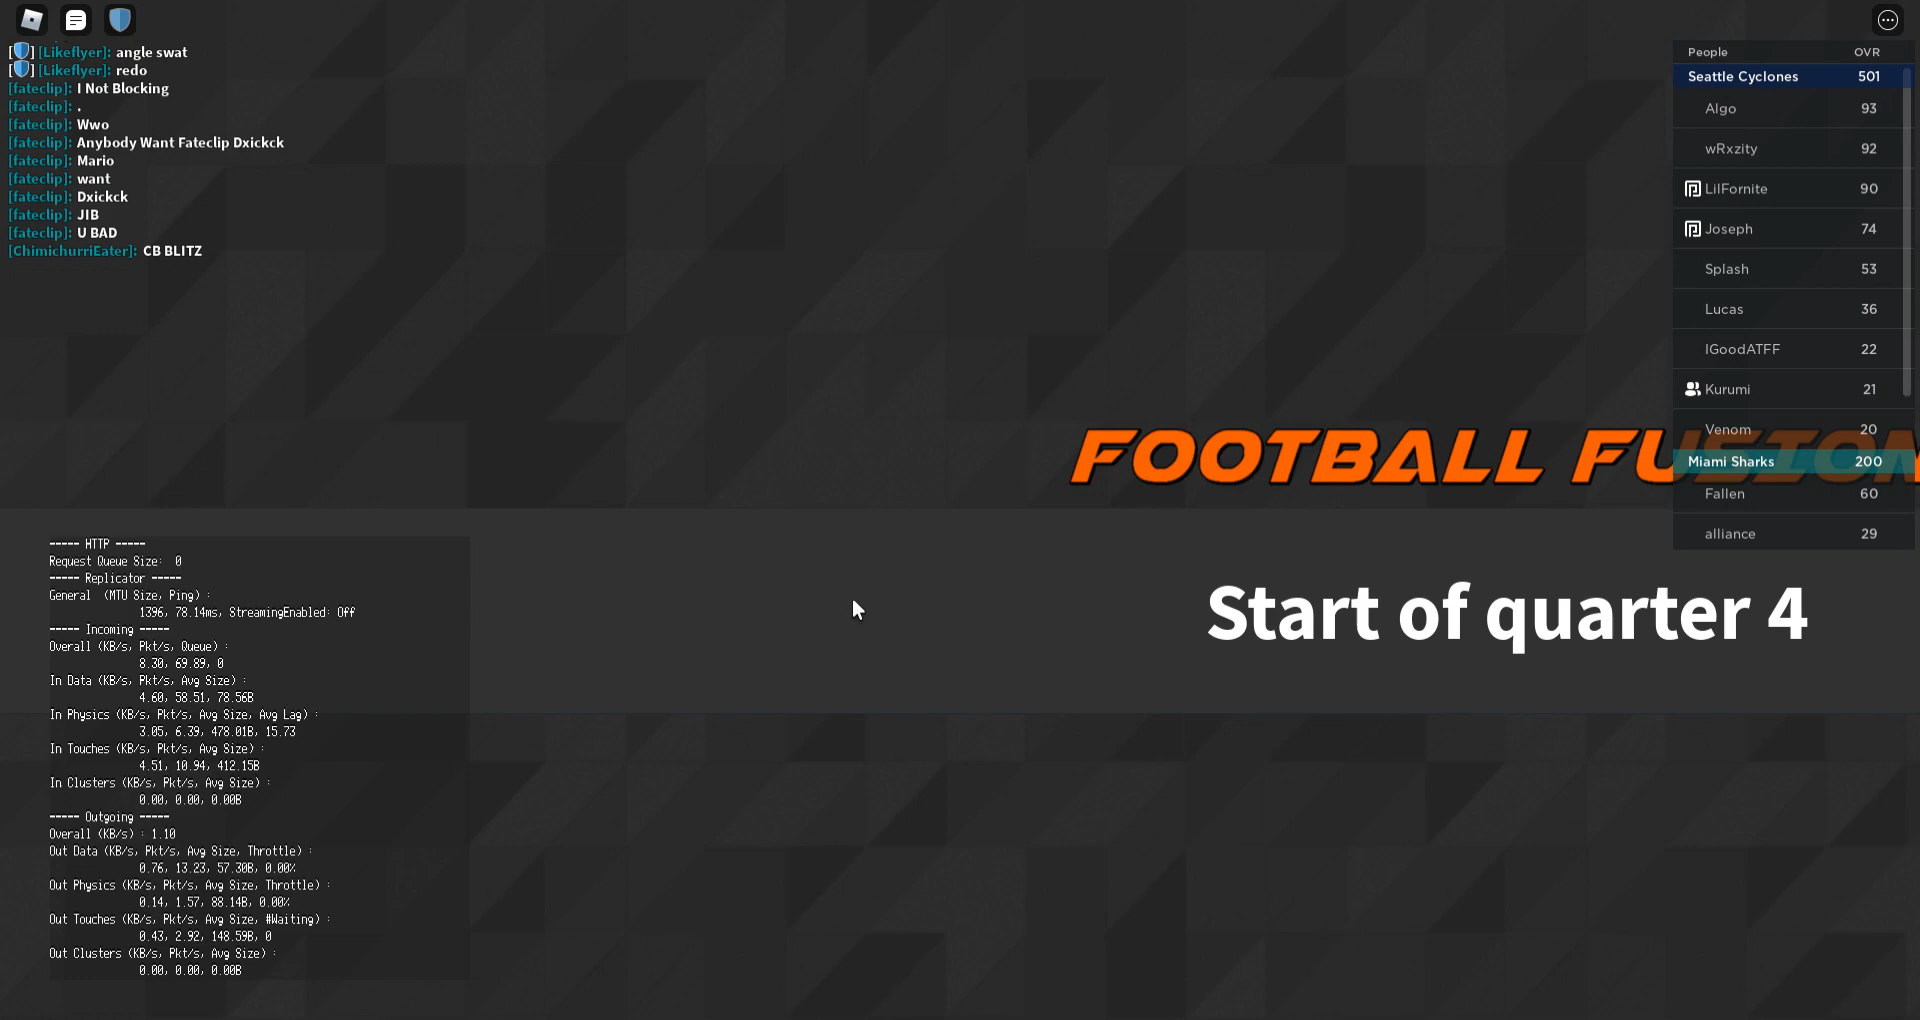 [🛡️] [Likeflyer]: angle swat
[🛡️] [Likeflyer]: redo
[fateclip]: I Not Blocking
[fateclip]: .
[fateclip]: Wwo
[fateclip]: Anybody Want Fateclip Dxickck
[fateclip]: Mario
[fateclip]: want
[fateclip]: Dxickck
[fateclip]: JIB
[fateclip]: U BAD
[ChimichurriEater]: CB BLITZ
People OVR
Seattle Cyclones 501
Algo 93
wRxzity 92
LilFornite 90
Joseph 74
Splash 53
Lucas 36
IGoodATFF 22
Kurumi 21
Venom 20
Miami Sharks 200
Fallen 60
alliance 29
FOOTBALL FUSION
Start of quarter 4
----- HTTP -----
Request Queue Size: 0
----- Replicator -----
General (MTU Size, Ping) :
1396, 78.14ms, StreamingEnabled: Off
----- Incoming -----
Overall (KB/s, Pkt/s, Queue) :
8.30, 69.89, 0
In Data (KB/s, Pkt/s, Avg Size) :
4.60, 58.51, 78.56B
In Physics (KB/s, Pkt/s, Avg Size, Avg Lag) :
3.05, 6.39, 478.01B, 15.73
In Touches (KB/s, Pkt/s, Avg Size) :
4.51, 10.94, 412.15B
In Clusters (KB/s, Pkt/s, Avg Size) :
0.00, 0.00, 0.00B
----- Outgoing -----
Overall (KB/s) : 1.10
Out Data (KB/s, Pkt/s, Avg Size, Throttle) :
0.76, 13.23, 57.30B, 0.00%
Out Physics (KB/s, Pkt/s, Avg Size, Throttle) :
0.14, 1.57, 88.14B, 0.00%
Out Touches (KB/s, Pkt/s, Avg Size, #Waiting) :
0.43, 2.92, 148.59B, 0
Out Clusters (KB/s, Pkt/s, Avg Size) :
0.00, 0.00, 0.00B